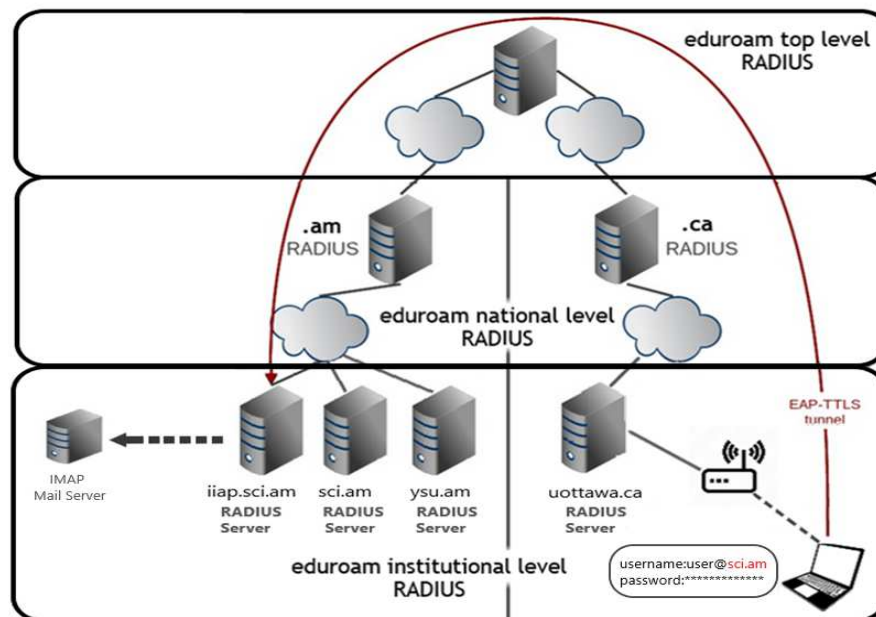 eduroam top level
RADIUS
.am
RADIUS
.ca
RADIUS
eduroam national level
RADIUS
EAP-TTLS
tunnel
IMAP
Mail Server
iiap.sci.am
RADIUS
Server
sci.am
RADIUS
Server
ysu.am
RADIUS
Server
uottawa.ca
RADIUS
Server
eduroam institutional level
RADIUS
username:user@sci.am
password:*************